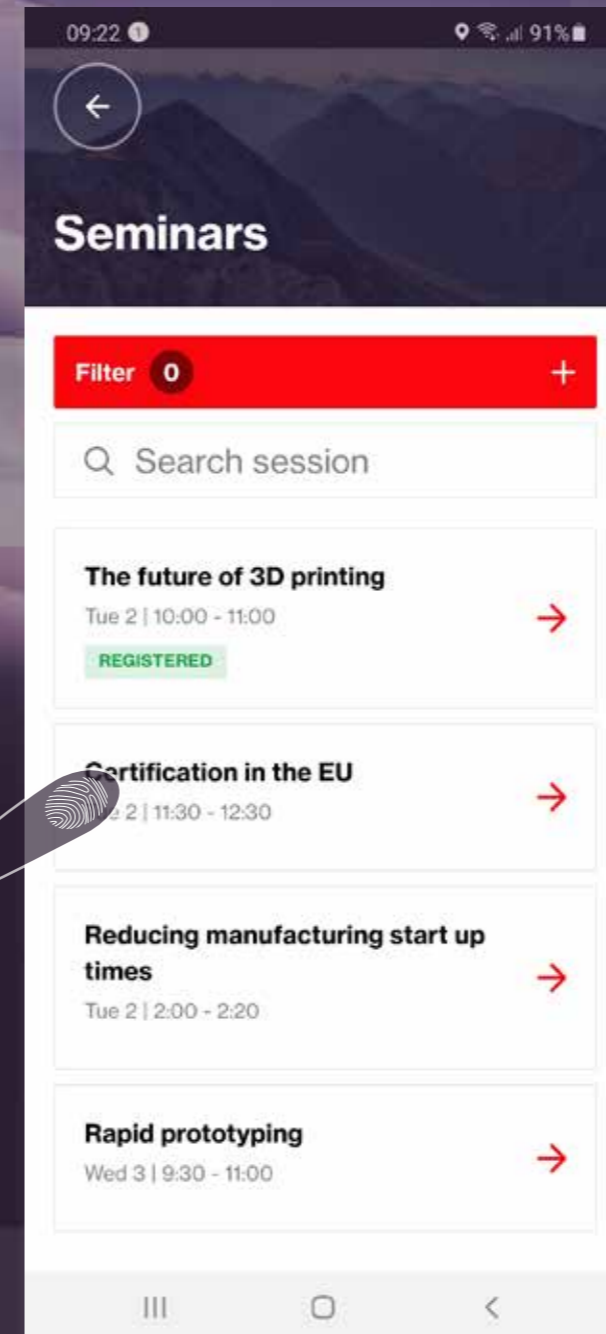 09:22 1 91%
Seminars
Filter 0 +
Search session
The future of 3D printing
Tue 2 | 10:00 - 11:00
REGISTERED
Certification in the EU
2 | 11:30 - 12:30
Reducing manufacturing start up
times
Tue 2 | 2:00 - 2:20
Rapid prototyping
Wed 3 | 9:30 - 11:00